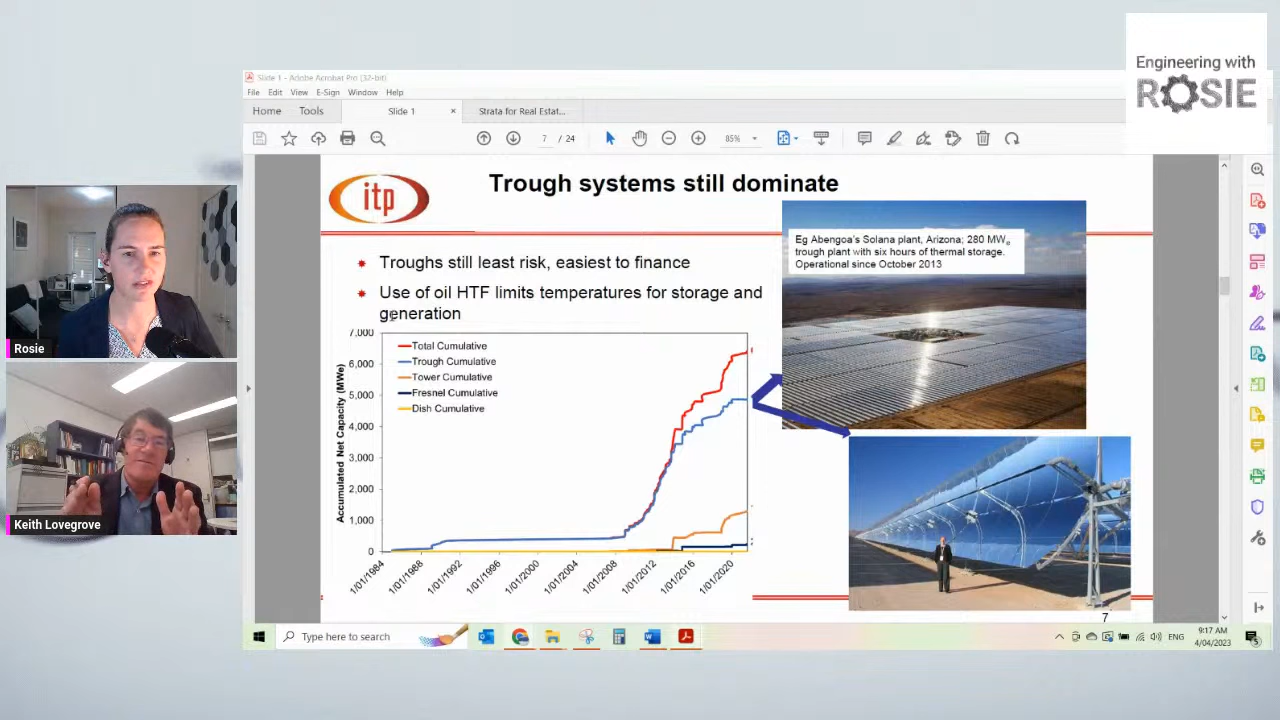 Engineering with
ROSIE
Slide 1 - Adobe Acrobat Pro (32-bit)
File Edit View E-Sign Window Help
Home Tools Slide 1 × Strata for Real Estat...
7 / 24 85%
itp
Trough systems still dominate
Troughs still least risk, easiest to finance
Use of oil HTF limits temperatures for storage and
generation
Eg Abengoa's Solana plant, Arizona; 280 MWe
trough plant with six hours of thermal storage.
Operational since October 2013
Accumulated Net Capacity (MWe)
7,000
6,000
5,000
4,000
3,000
2,000
1,000
0
Total Cumulative
Trough Cumulative
Tower Cumulative
Fresnel Cumulative
Dish Cumulative
1/01/1984
1/01/1988
1/01/1992
1/01/1996
1/01/2000
1/01/2004
1/01/2008
1/01/2012
1/01/2016
1/01/2020
7
Rosie
Keith Lovegrove
Type here to search
ENG
9:17 AM
4/04/2023
5